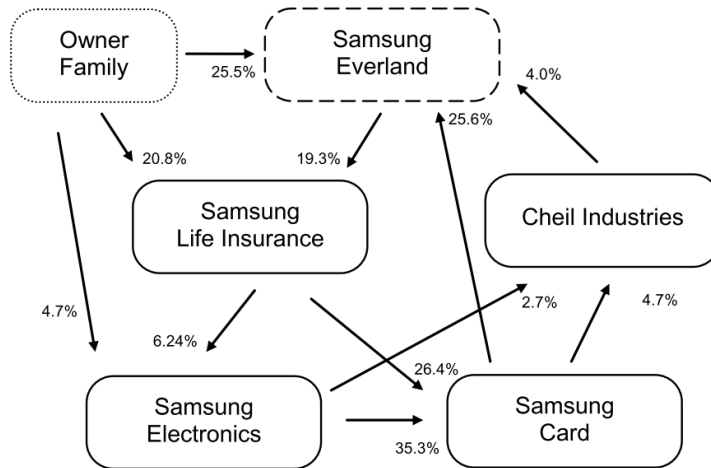 Owner
Family
25.5%
Samsung
Everland
4.0%
25.6%
20.8%
19.3%
Samsung
Life Insurance
Cheil Industries
4.7%
6.24%
2.7%
4.7%
26.4%
Samsung
Electronics
35.3%
Samsung
Card